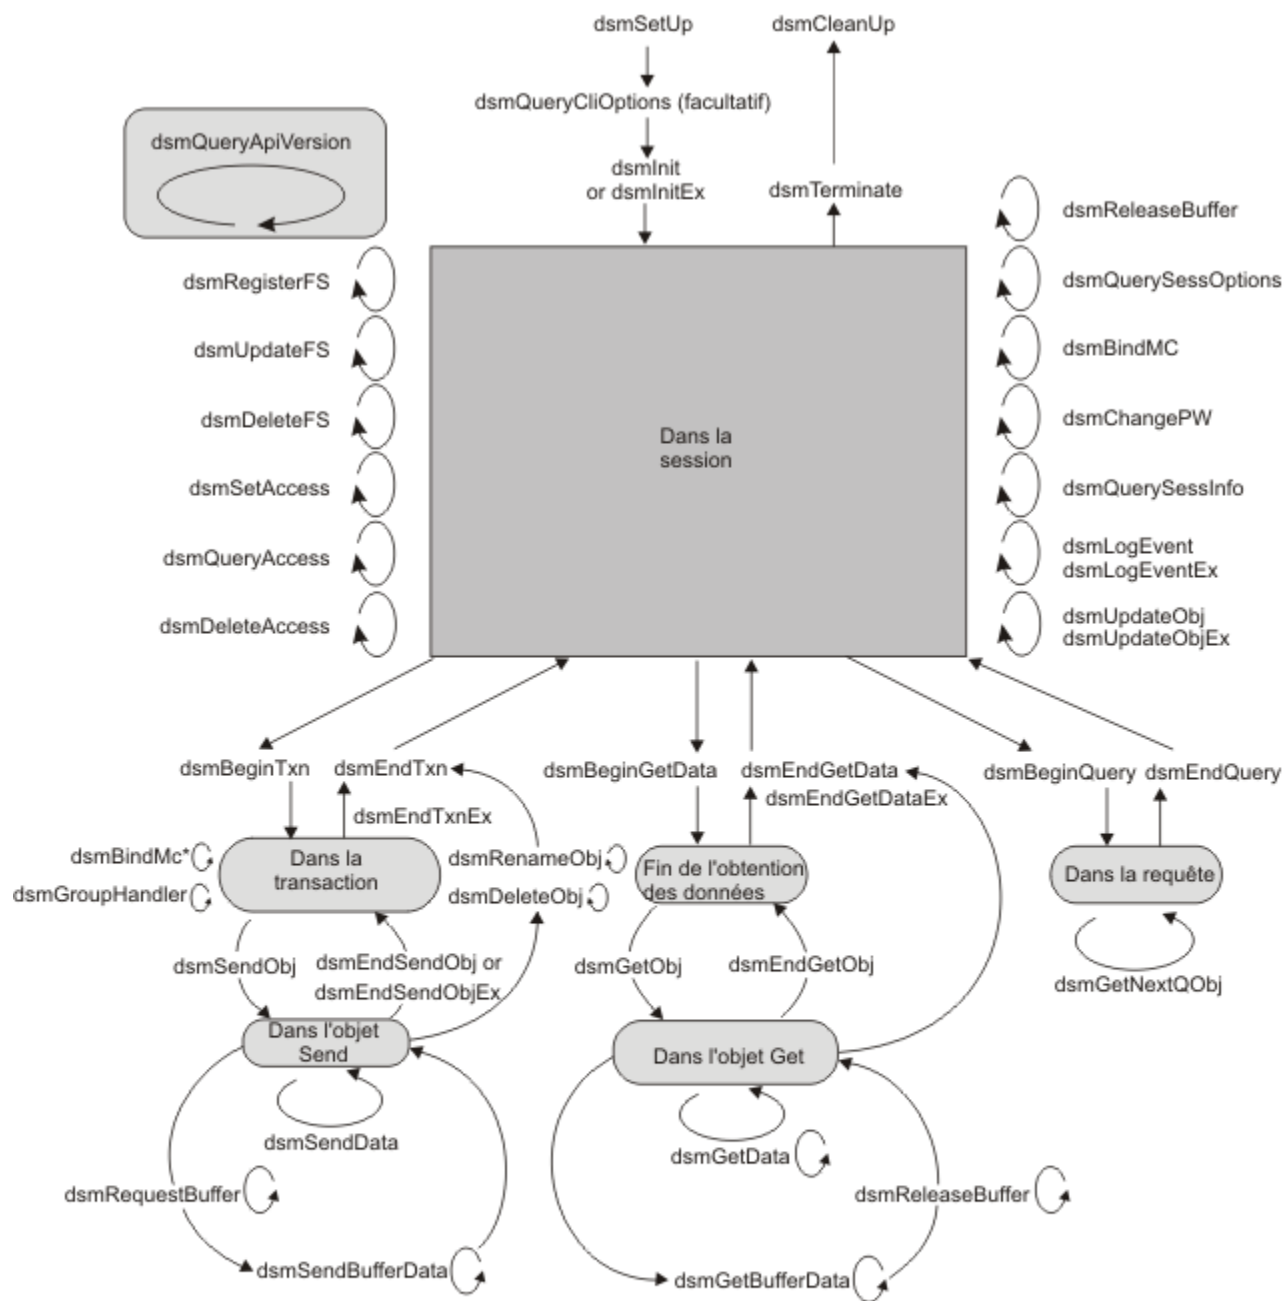 dsmSetUp
dsmCleanUp
dsmQueryCliOptions (facultatif)
dsmQueryApiVersion
dsmInit
or dsmInitEx
dsmTerminate
dsmReleaseBuffer
dsmRegisterFS
dsmQuerySessOptions
dsmUpdateFS
dsmBindMC
dsmDeleteFS
dsmChangePW
Dans la
session
dsmSetAccess
dsmQuerySessInfo
dsmQueryAccess
dsmLogEvent
dsmLogEventEx
dsmDeleteAccess
dsmUpdateObj
dsmUpdateObjEx
dsmBeginTxn
dsmEndTxn
dsmEndTxnEx
dsmBeginGetData
dsmEndGetData
dsmEndGetDataEx
dsmBeginQuery
dsmEndQuery
dsmBindMc*
dsmGroupHandler
Dans la
transaction
dsmRenameObj
dsmDeleteObj
Fin de l'obtention
des données
Dans la requête
dsmSendObj
dsmEndSendObj or
dsmEndSendObjEx
dsmGetObj
dsmEndGetObj
dsmGetNextQObj
Dans l'objet
Send
Dans l'objet Get
dsmSendData
dsmGetData
dsmRequestBuffer
dsmReleaseBuffer
dsmSendBufferData
dsmGetBufferData